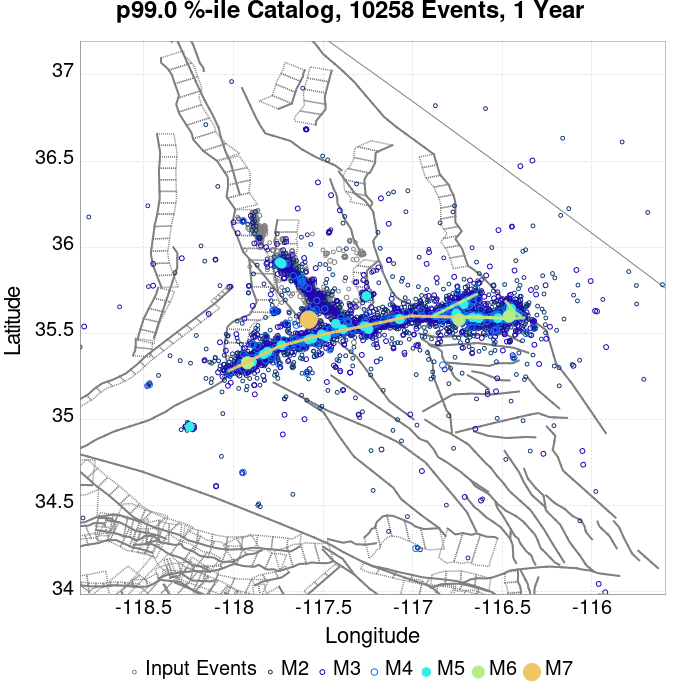 p99.0 %-ile Catalog, 10258 Events, 1 Year
37
36.5
36
35.5
35
34.5
34
Latitude
-118.5 -118 -117.5 -117 -116.5 -116
Longitude
Input Events M2 M3 M4 M5 M6 M7